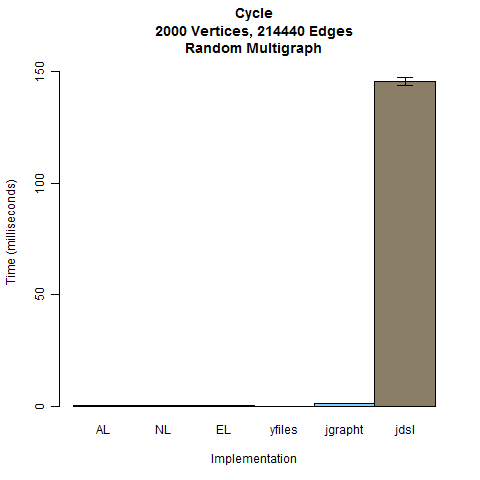 Cycle
2000 Vertices, 214440 Edges
Random Multigraph
150
100
50
0
Time (milliseconds)
AL NL EL yfiles jgrapht jdsl
Implementation